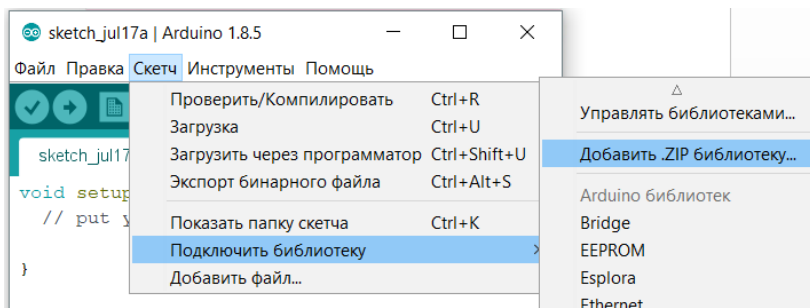 sketch_jul17a | Arduino 1.8.5
Файл Правка Скетч Инструменты Помощь
Проверить/Компилировать Ctrl+R
Загрузка Ctrl+U
Загрузить через программатор Ctrl+Shift+U
Экспорт бинарного файла Ctrl+Alt+S
Показать папку скетча Ctrl+K
Подключить библиотеку
Добавить файл...
Управлять библиотеками...
Добавить .ZIP библиотеку...
Arduino библиотек
Bridge
EEPROM
Esplora
Ethernet
sketch_jul17
void setup
// put y
}